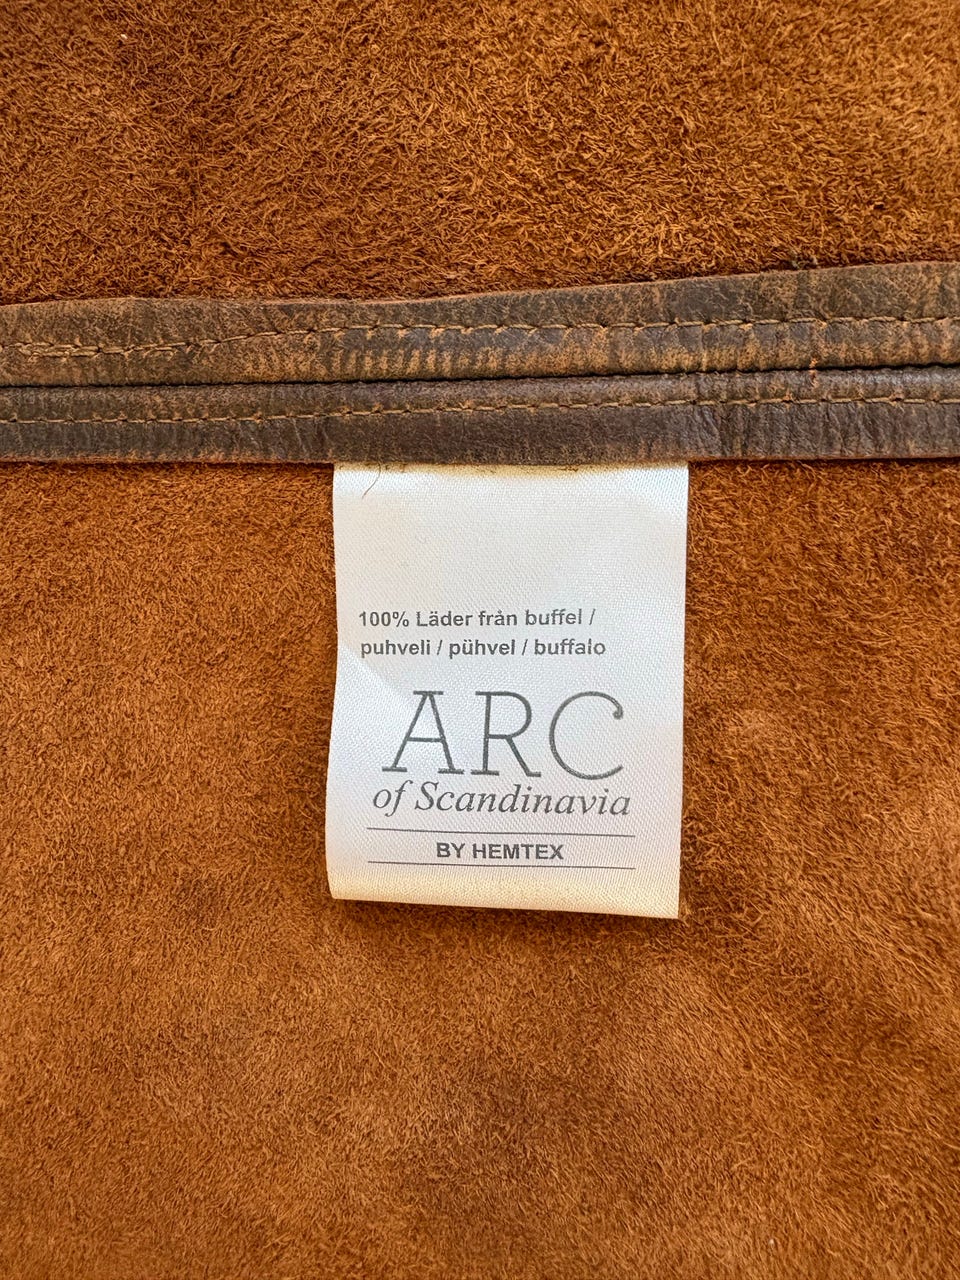 100% Läder från buffel /
puhveli / pühvel / buffalo
ARC
of Scandinavia
BY HEMTEX